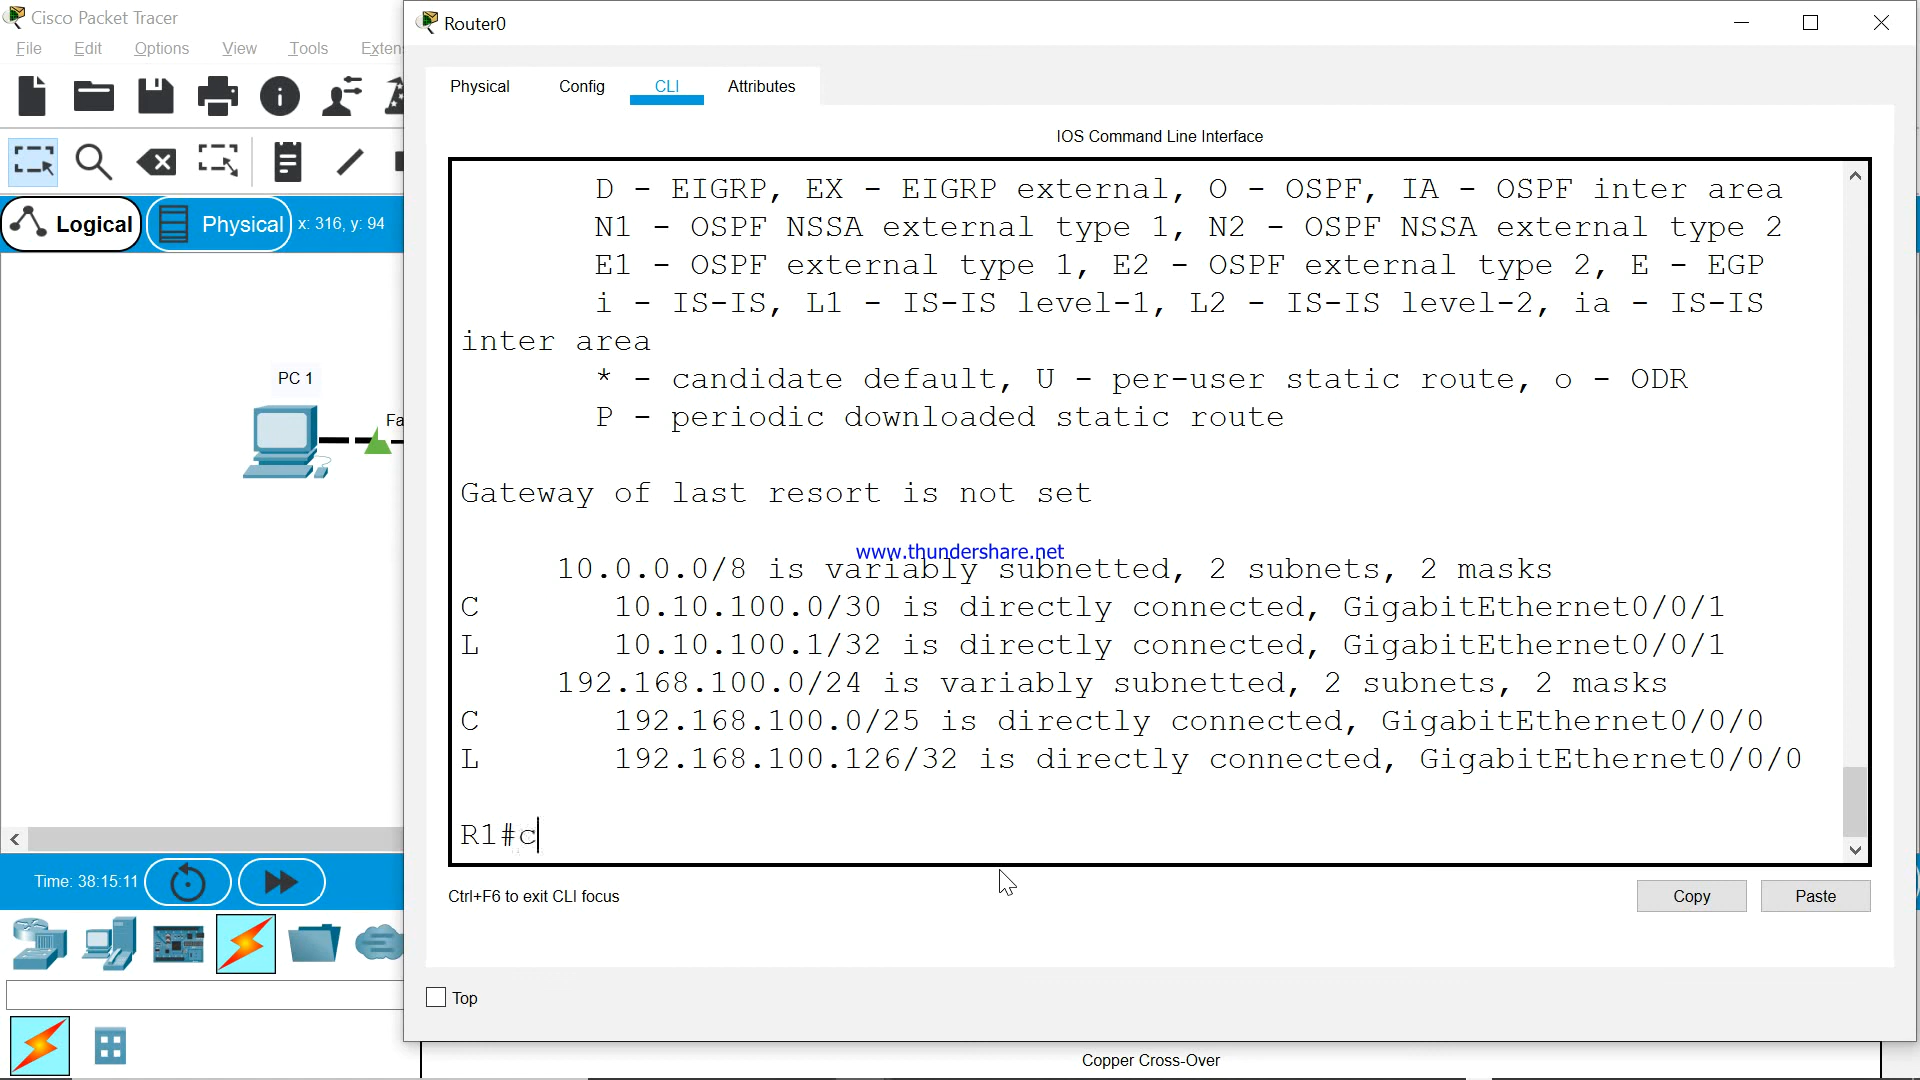 Cisco Packet Tracer
Router0
File Edit Options View Tools Exten
Physical Config CLI Attributes
IOS Command Line Interface
Logical Physical x: 316, y: 94
D - EIGRP, EX - EIGRP external, O - OSPF, IA - OSPF inter area
N1 - OSPF NSSA external type 1, N2 - OSPF NSSA external type 2
E1 - OSPF external type 1, E2 - OSPF external type 2, E - EGP
i - IS-IS, L1 - IS-IS level-1, L2 - IS-IS level-2, ia - IS-IS
inter area
* - candidate default, U - per-user static route, o - ODR
P - periodic downloaded static route
PC 1
Fa
Gateway of last resort is not set
www.thundershare.net
10.0.0.0/8 is variably subnetted, 2 subnets, 2 masks
C 10.10.100.0/30 is directly connected, GigabitEthernet0/0/1
L 10.10.100.1/32 is directly connected, GigabitEthernet0/0/1
192.168.100.0/24 is variably subnetted, 2 subnets, 2 masks
C 192.168.100.0/25 is directly connected, GigabitEthernet0/0/0
L 192.168.100.126/32 is directly connected, GigabitEthernet0/0/0
R1#c
Time: 38:15:11
Ctrl+F6 to exit CLI focus
Copy Paste
Top
Copper Cross-Over